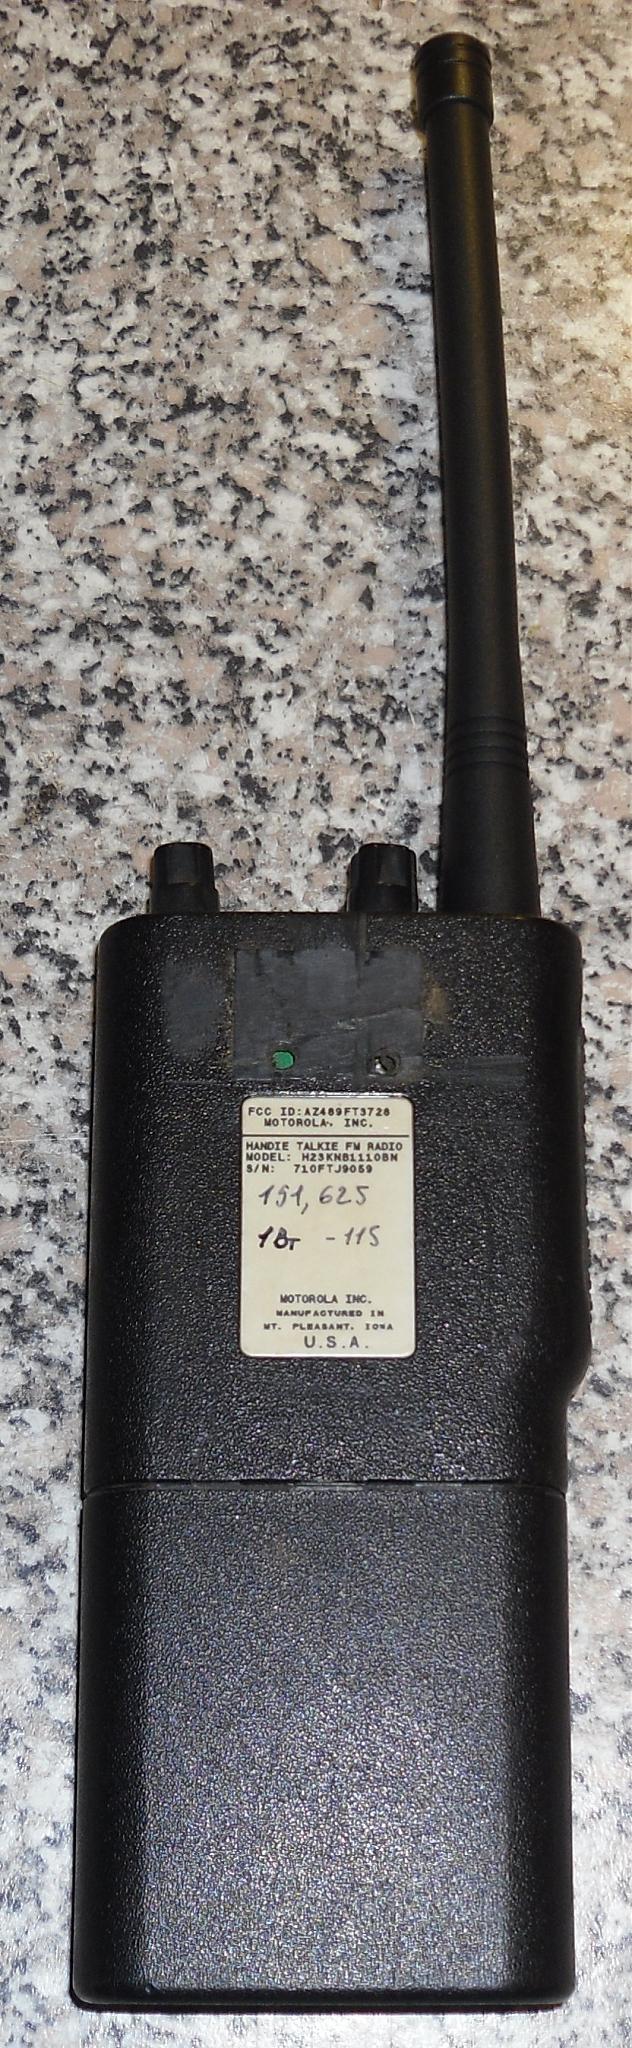 FCC ID:AZ489FT3728
MOTOROLA, INC.
HANDIE TALKIE FM RADIO
MODEL: H23KNB1110BN
S/N: 710FTJ9059
151,625
1Вт -115
MOTOROLA INC.
MANUFACTURED IN
MT. PLEASANT, IOWA
U.S.A.